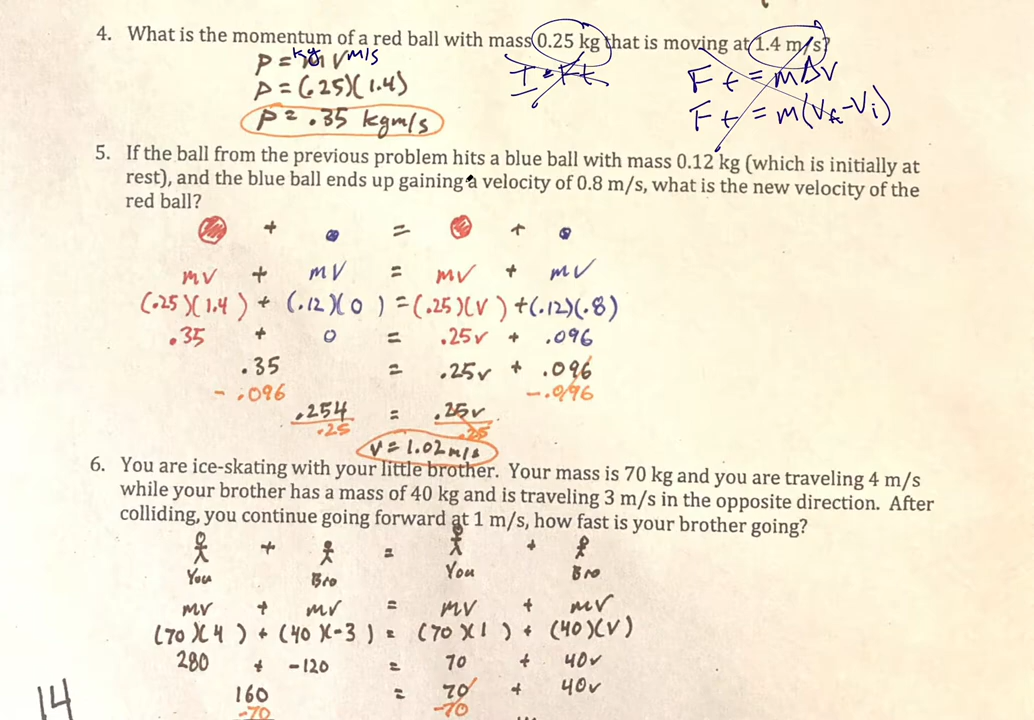 4. What is the momentum of a red ball with mass 0.25 kg that is moving at 1.4 m/s?
p = kg m v m/s I = Ft F t = m Δv
p = (.25)(1.4) F t = m(Vf - Vi)
p = .35 kgm/s
5. If the ball from the previous problem hits a blue ball with mass 0.12 kg (which is initially at
rest), and the blue ball ends up gaining a velocity of 0.8 m/s, what is the new velocity of the
red ball?
+ = +
mv + mv = mv + mv
(.25)(1.4) + (.12)(0) = (.25)(v) + (.12)(.8)
.35 + 0 = .25v + .096
.35 = .25v + .096
- .096 - .096
.254 = .25v
.25 .25
v = 1.02 m/s
6. You are ice-skating with your little brother. Your mass is 70 kg and you are traveling 4 m/s
while your brother has a mass of 40 kg and is traveling 3 m/s in the opposite direction. After
colliding, you continue going forward at 1 m/s, how fast is your brother going?
+ = +
You Bro You Bro
mv + mv = mv + mv
(70)(4) + (40)(-3) = (70)(1) + (40)(v)
280 + -120 = 70 + 40v
160 = 70 + 40v
-70 -70
14